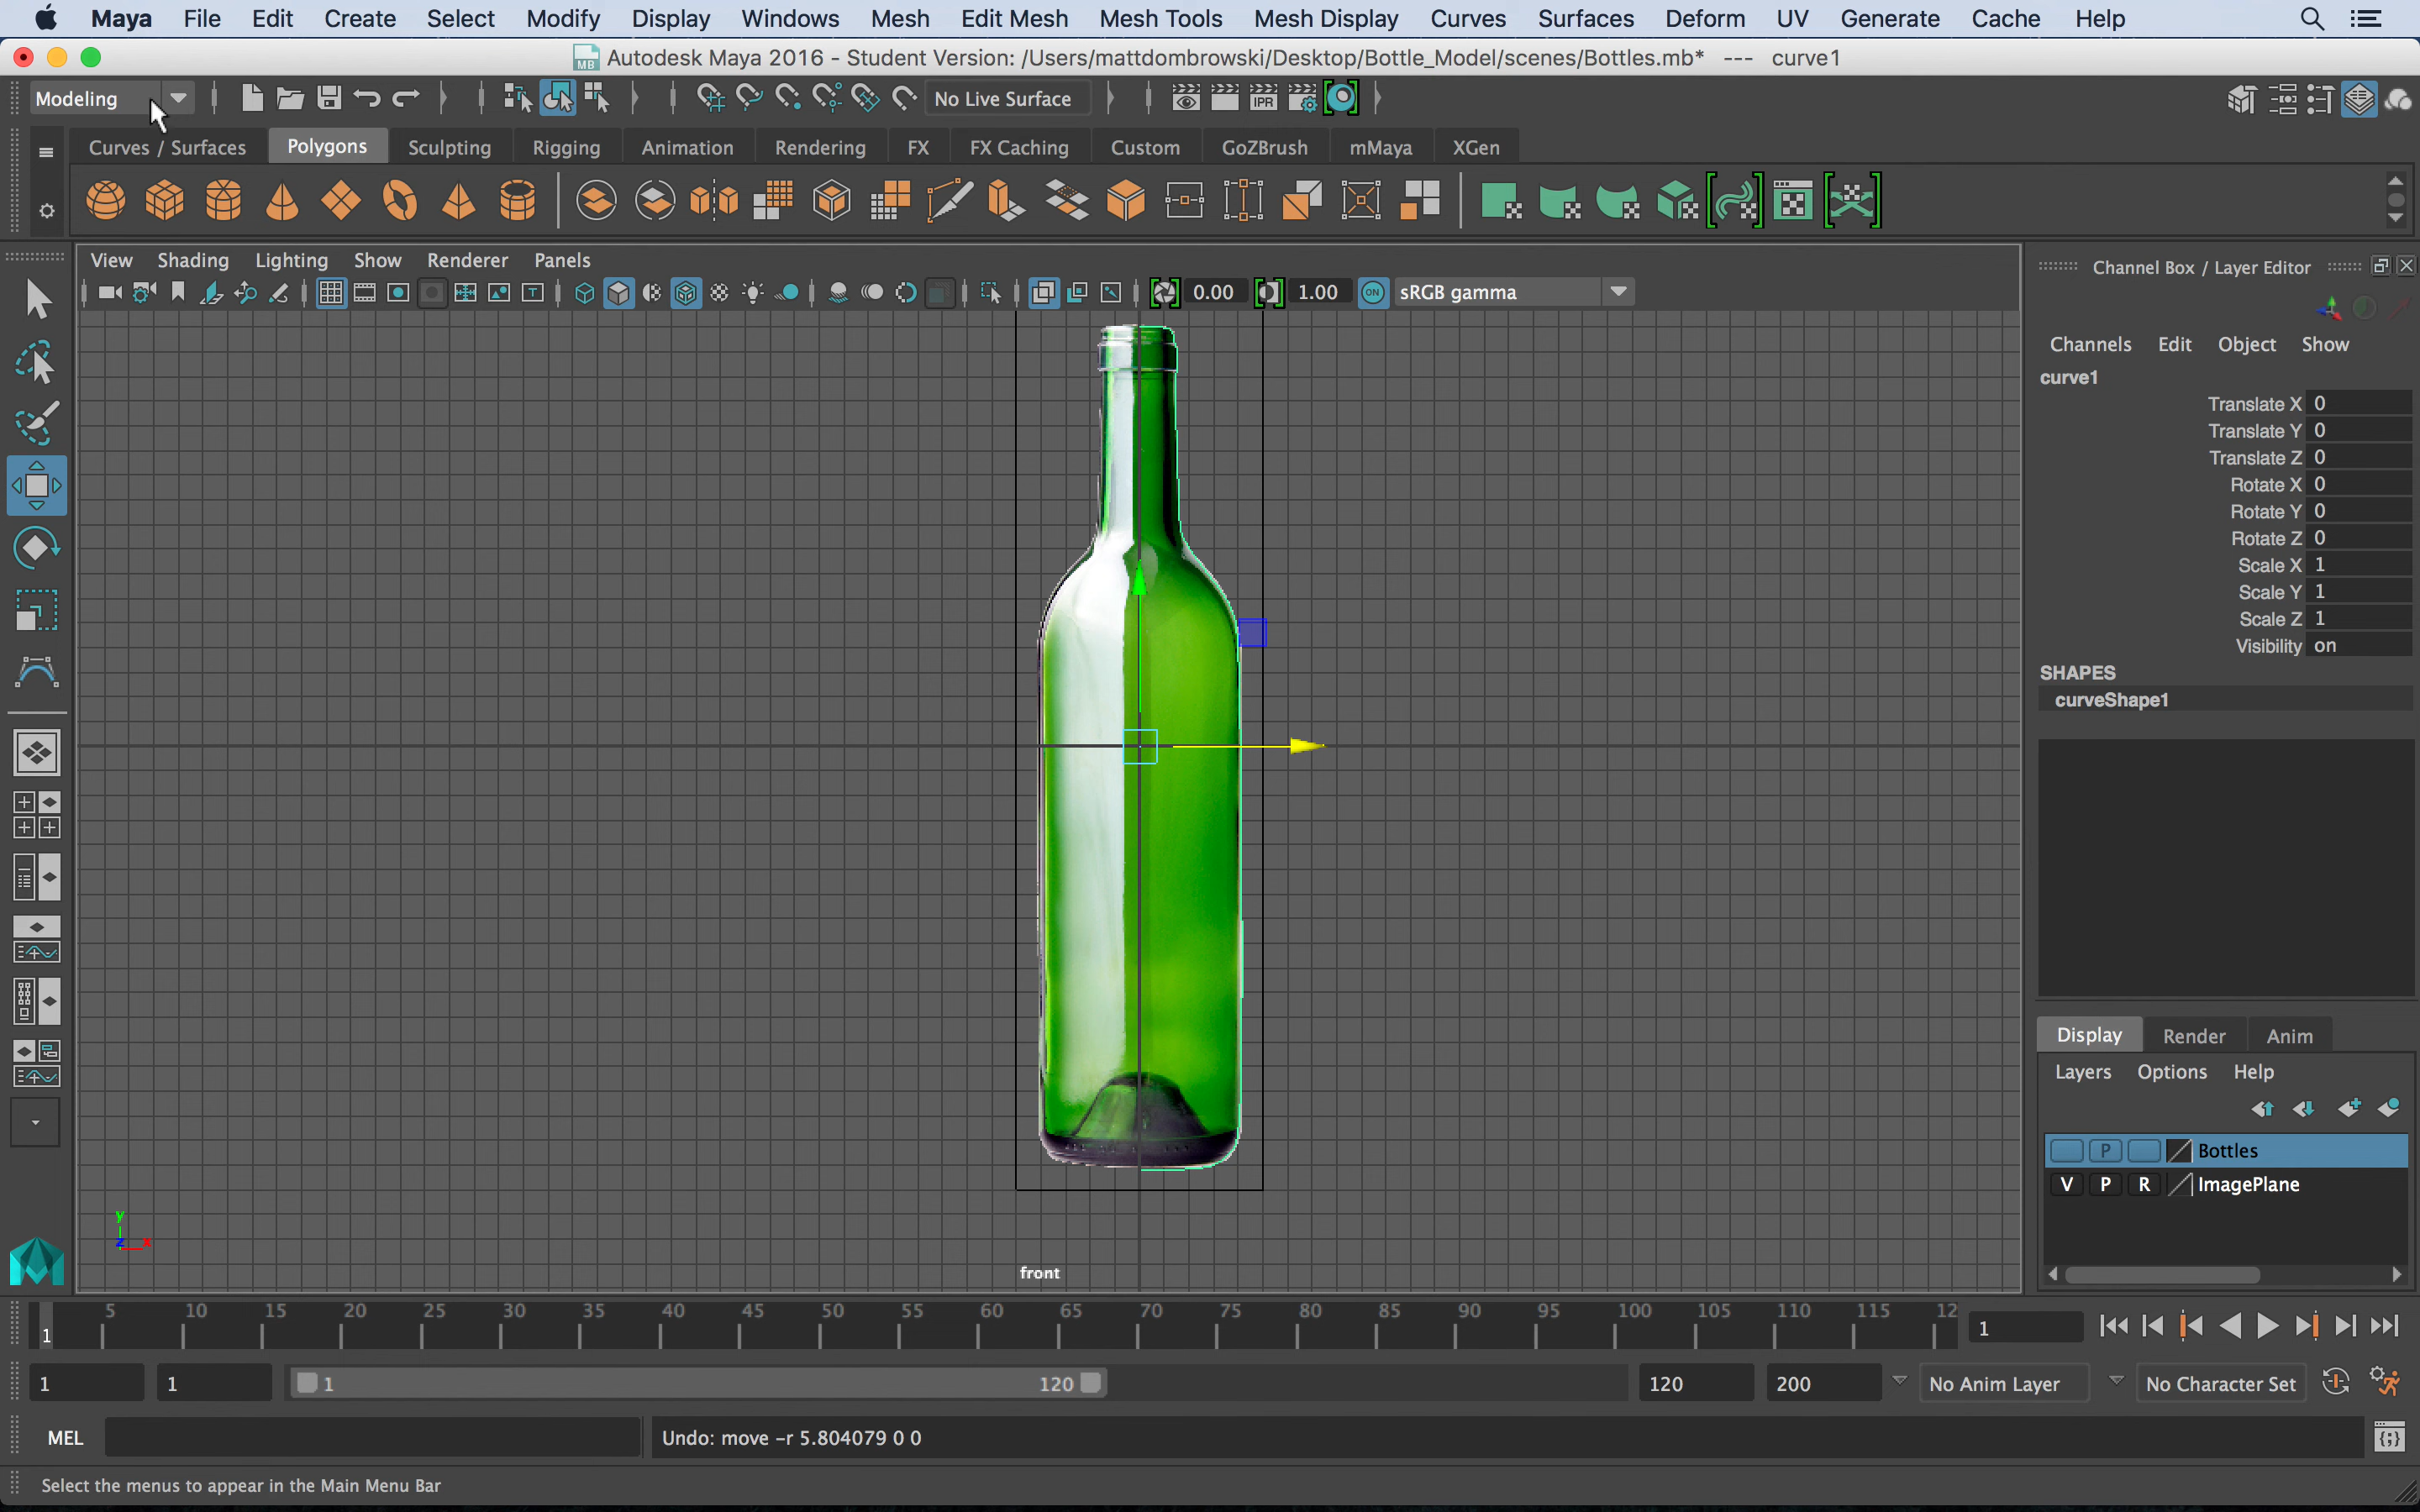 Maya File Edit Create Select Modify Display Windows Mesh Edit Mesh Mesh Tools Mesh Display Curves Surfaces Deform UV Generate Cache Help
MB Autodesk Maya 2016 - Student Version: /Users/mattdombrowski/Desktop/Bottle_Model/scenes/Bottles.mb* --- curve1
Modeling No Live Surface IPR
Curves / Surfaces Polygons Sculpting Rigging Animation Rendering FX FX Caching Custom GoZBrush mMaya XGen
View Shading Lighting Show Renderer Panels
0.00 1.00 ON sRGB gamma
Channel Box / Layer Editor
Channels Edit Object Show
curve1
Translate X 0
Translate Y 0
Translate Z 0
Rotate X 0
Rotate Y 0
Rotate Z 0
Scale X 1
Scale Y 1
Scale Z 1
Visibility on
SHAPES
curveShape1
Display Render Anim
Layers Options Help
P Bottles
V P R ImagePlane
y
z x
front
5 10 15 20 25 30 35 40 45 50 55 60 65 70 75 80 85 90 95 100 105 110 115 12
1 1
1 1 1 120 120 200 No Anim Layer No Character Set
MEL Undo: move -r 5.804079 0 0
Select the menus to appear in the Main Menu Bar